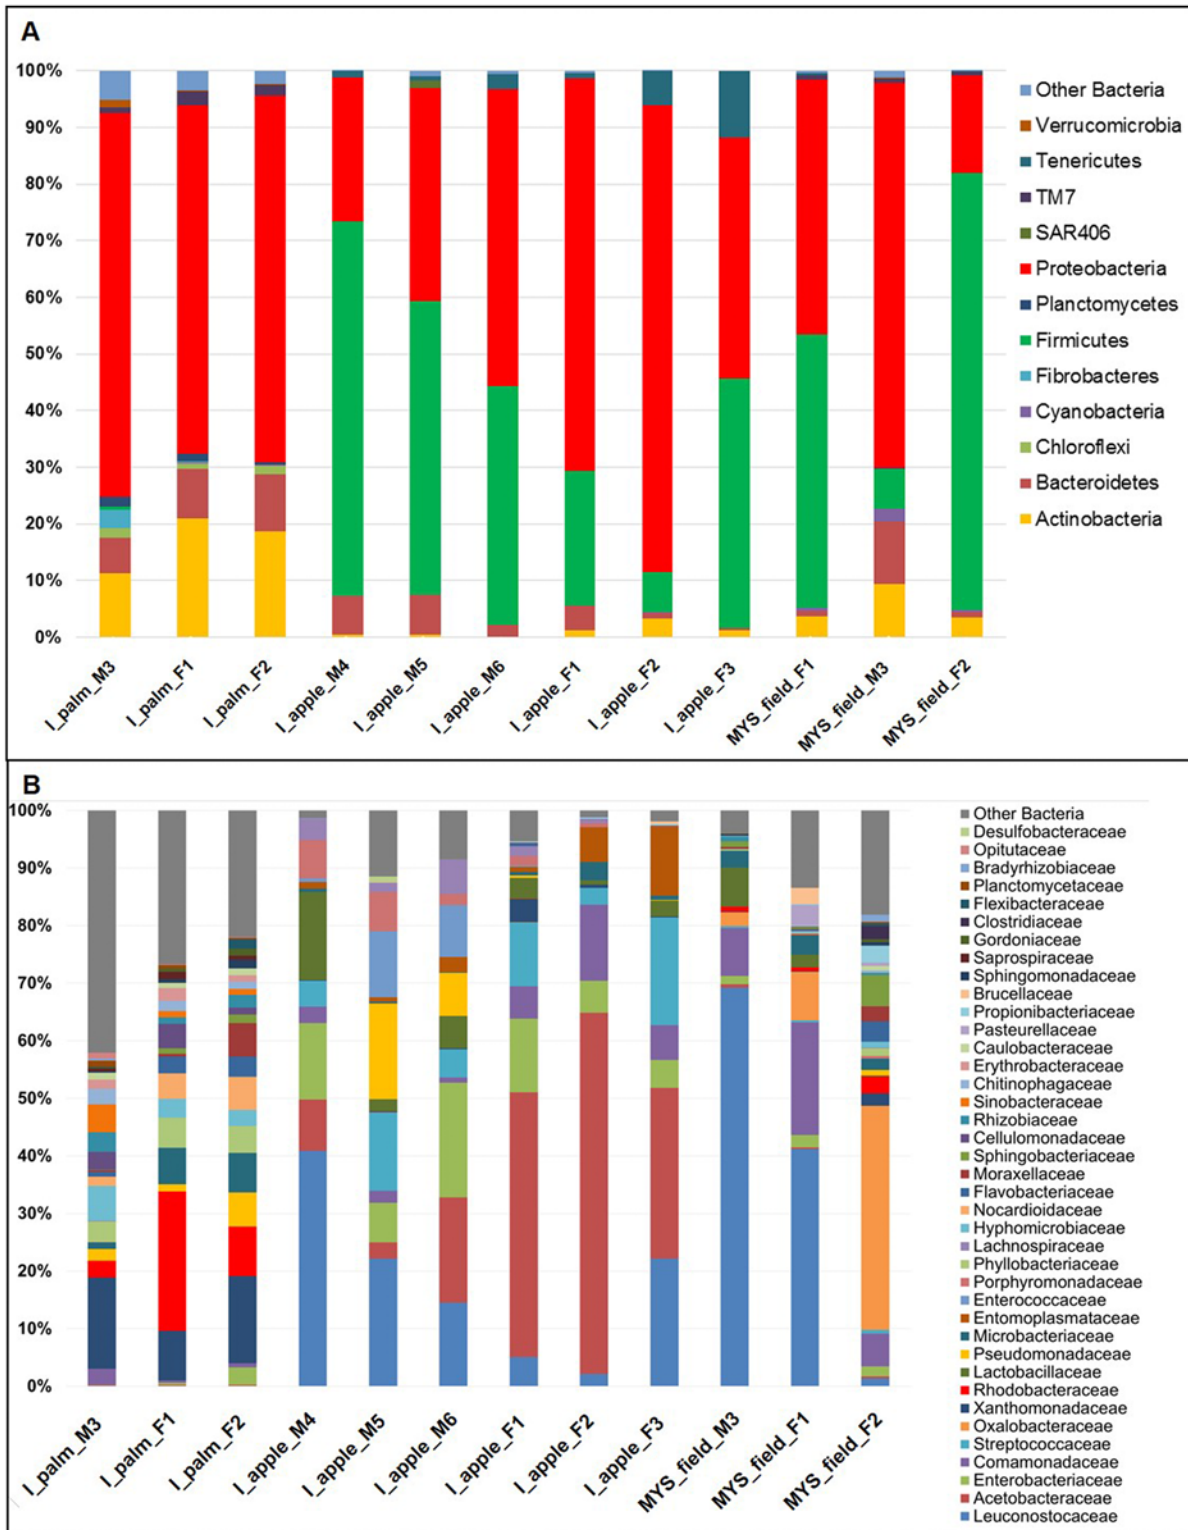 A
100%
90%
80%
70%
60%
50%
40%
30%
20%
10%
0%
I_palm_M3
I_palm_F1
I_palm_F2
I_apple_M4
I_apple_M5
I_apple_M6
I_apple_F1
I_apple_F2
I_apple_F3
MYS_field_F1
MYS_field_M3
MYS_field_F2
Other Bacteria
Verrucomicrobia
Tenericutes
TM7
SAR406
Proteobacteria
Planctomycetes
Firmicutes
Fibrobacteres
Cyanobacteria
Chloroflexi
Bacteroidetes
Actinobacteria
B
100%
90%
80%
70%
60%
50%
40%
30%
20%
10%
0%
I_palm_M3
I_palm_F1
I_palm_F2
I_apple_M4
I_apple_M5
I_apple_M6
I_apple_F1
I_apple_F2
I_apple_F3
MYS_field_M3
MYS_field_F1
MYS_field_F2
Other Bacteria
Desulfobacteraceae
Opitutaceae
Bradyrhizobiaceae
Planctomycetaceae
Flexibacteraceae
Clostridiaceae
Gordoniaceae
Saprospiraceae
Sphingomonadaceae
Brucellaceae
Propionibacteriaceae
Pasteurellaceae
Caulobacteraceae
Erythrobacteraceae
Chitinophagaceae
Sinobacteraceae
Rhizobiaceae
Cellulomonadaceae
Sphingobacteriaceae
Moraxellaceae
Flavobacteriaceae
Nocardioidaceae
Hyphomicrobiaceae
Lachnospiraceae
Phyllobacteriaceae
Porphyromonadaceae
Enterococcaceae
Entomoplasmataceae
Microbacteriaceae
Pseudomonadaceae
Lactobacillaceae
Rhodobacteraceae
Xanthomonadaceae
Oxalobacteraceae
Streptococcaceae
Comamonadaceae
Enterobacteriaceae
Acetobacteraceae
Leuconostocaceae